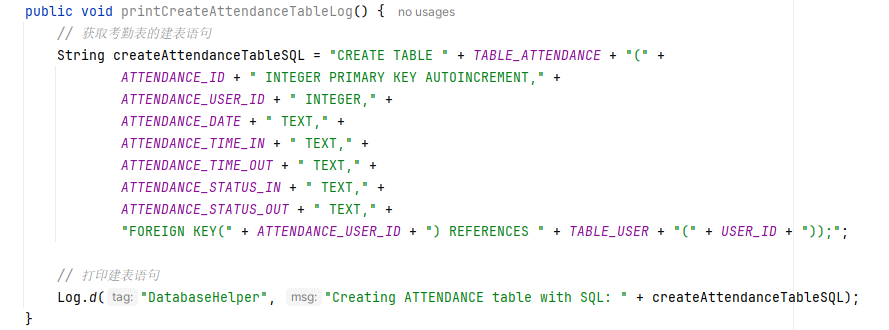 public void printCreateAttendanceTableLog() { no usages
// 获取考勤表的建表语句
String createAttendanceTableSQL = "CREATE TABLE " + TABLE_ATTENDANCE + "(" +
ATTENDANCE_ID + " INTEGER PRIMARY KEY AUTOINCREMENT," +
ATTENDANCE_USER_ID + " INTEGER," +
ATTENDANCE_DATE + " TEXT," +
ATTENDANCE_TIME_IN + " TEXT," +
ATTENDANCE_TIME_OUT + " TEXT," +
ATTENDANCE_STATUS_IN + " TEXT," +
ATTENDANCE_STATUS_OUT + " TEXT," +
"FOREIGN KEY(" + ATTENDANCE_USER_ID + ") REFERENCES " + TABLE_USER + "(" + USER_ID + "));";
// 打印建表语句
Log.d( tag: "DatabaseHelper", msg: "Creating ATTENDANCE table with SQL: " + createAttendanceTableSQL);
}